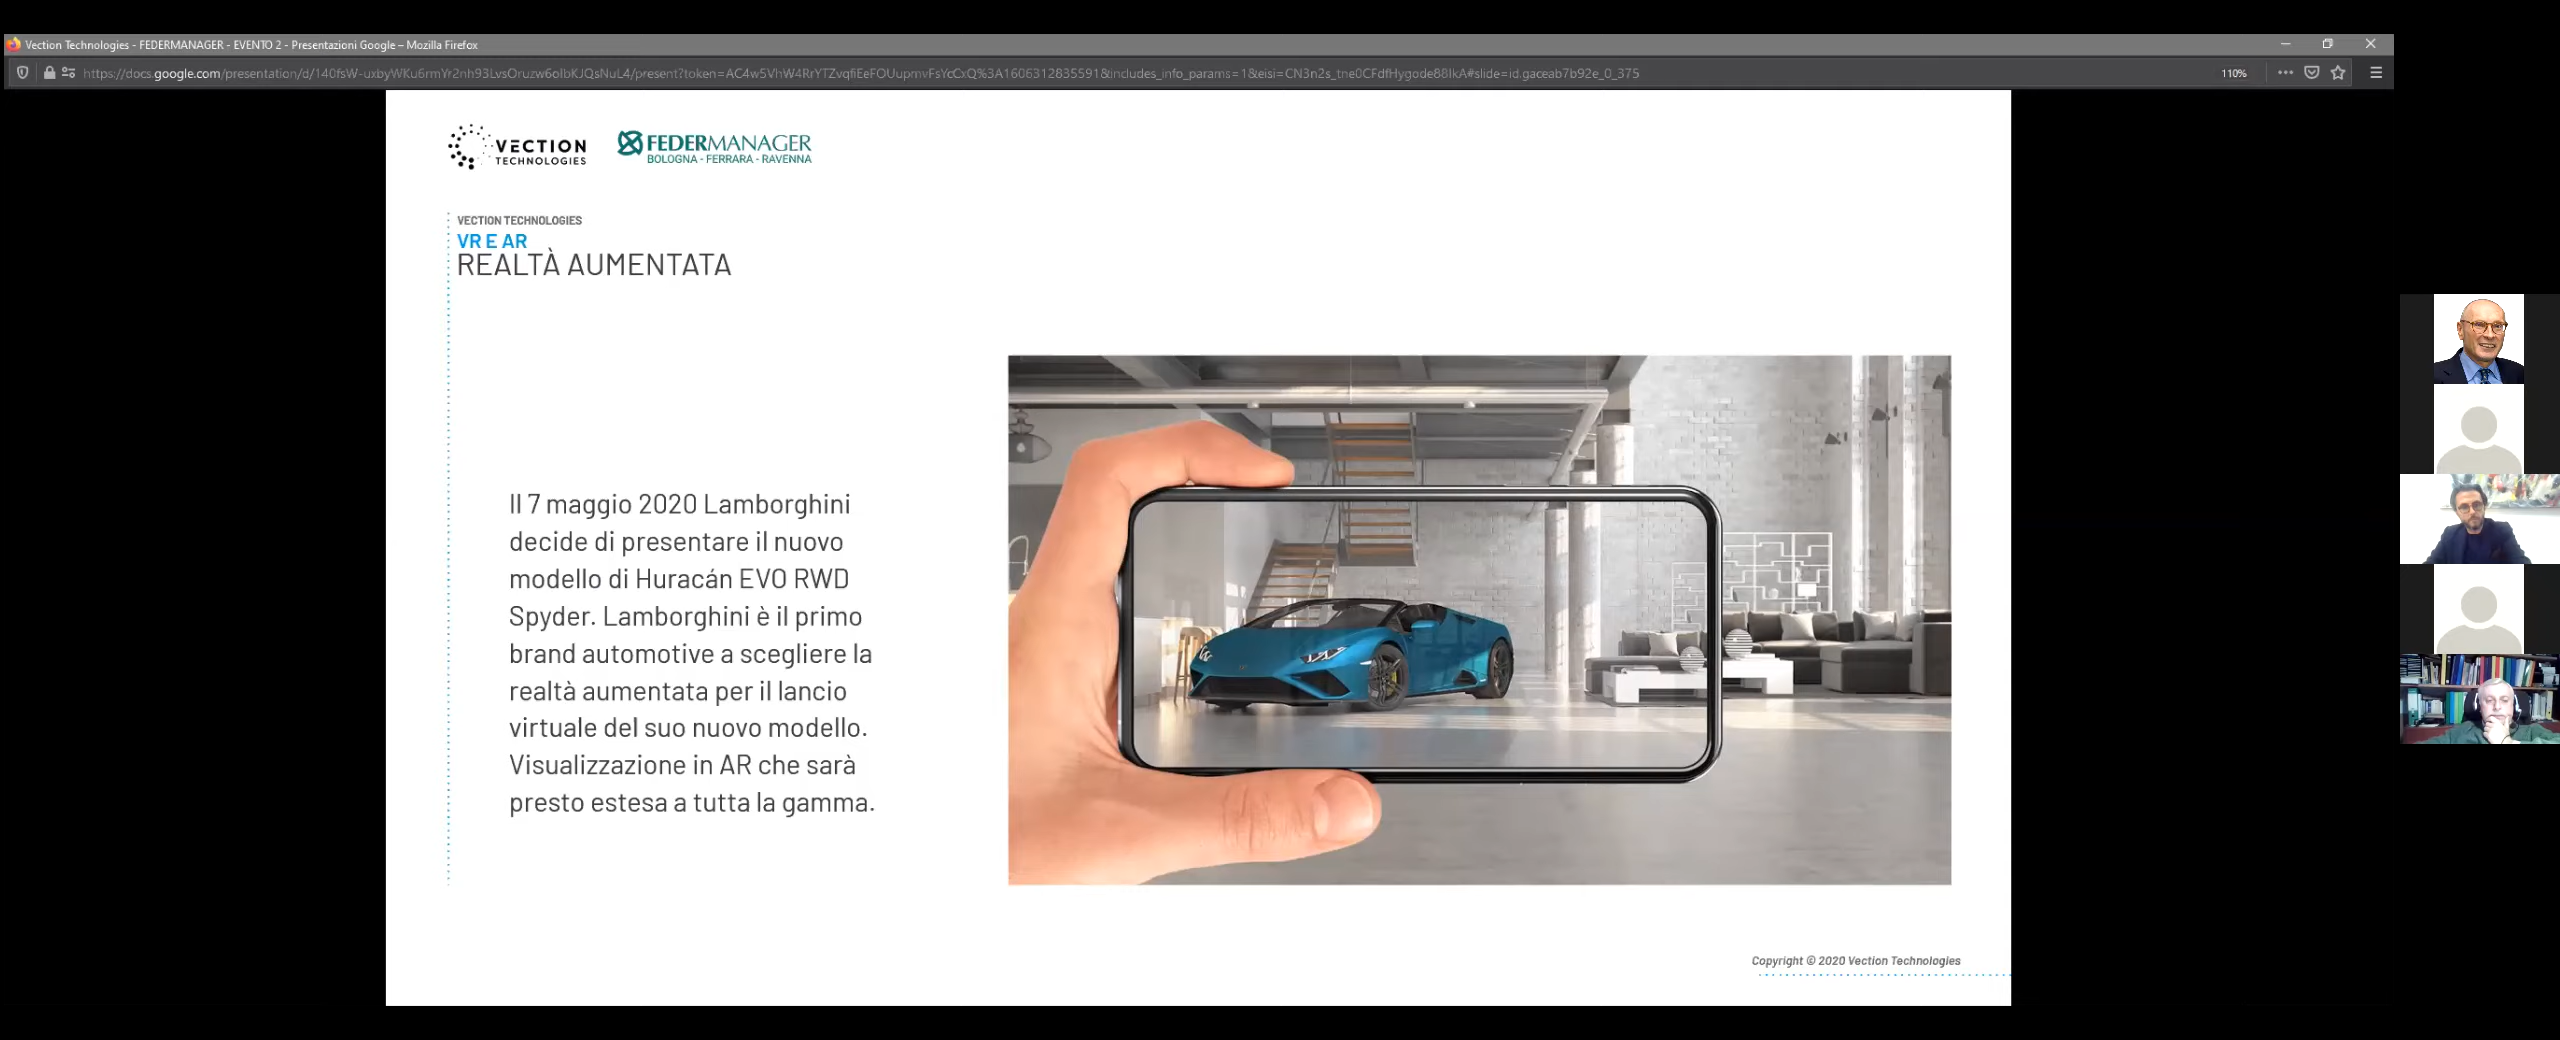 Vection Technologies - FEDERMANAGER - EVENTO 2 - Presentazioni Google – Mozilla Firefox
110%
VECTION
TECHNOLOGIES
FEDERMANAGER
BOLOGNA - FERRARA - RAVENNA
VECTION TECHNOLOGIES
VR E AR
REALTÀ AUMENTATA
Il 7 maggio 2020 Lamborghini
decide di presentare il nuovo
modello di Huracán EVO RWD
Spyder. Lamborghini è il primo
brand automotive a scegliere la
realtà aumentata per il lancio
virtuale del suo nuovo modello.
Visualizzazione in AR che sarà
presto estesa a tutta la gamma.
Copyright © 2020 Vection Technologies